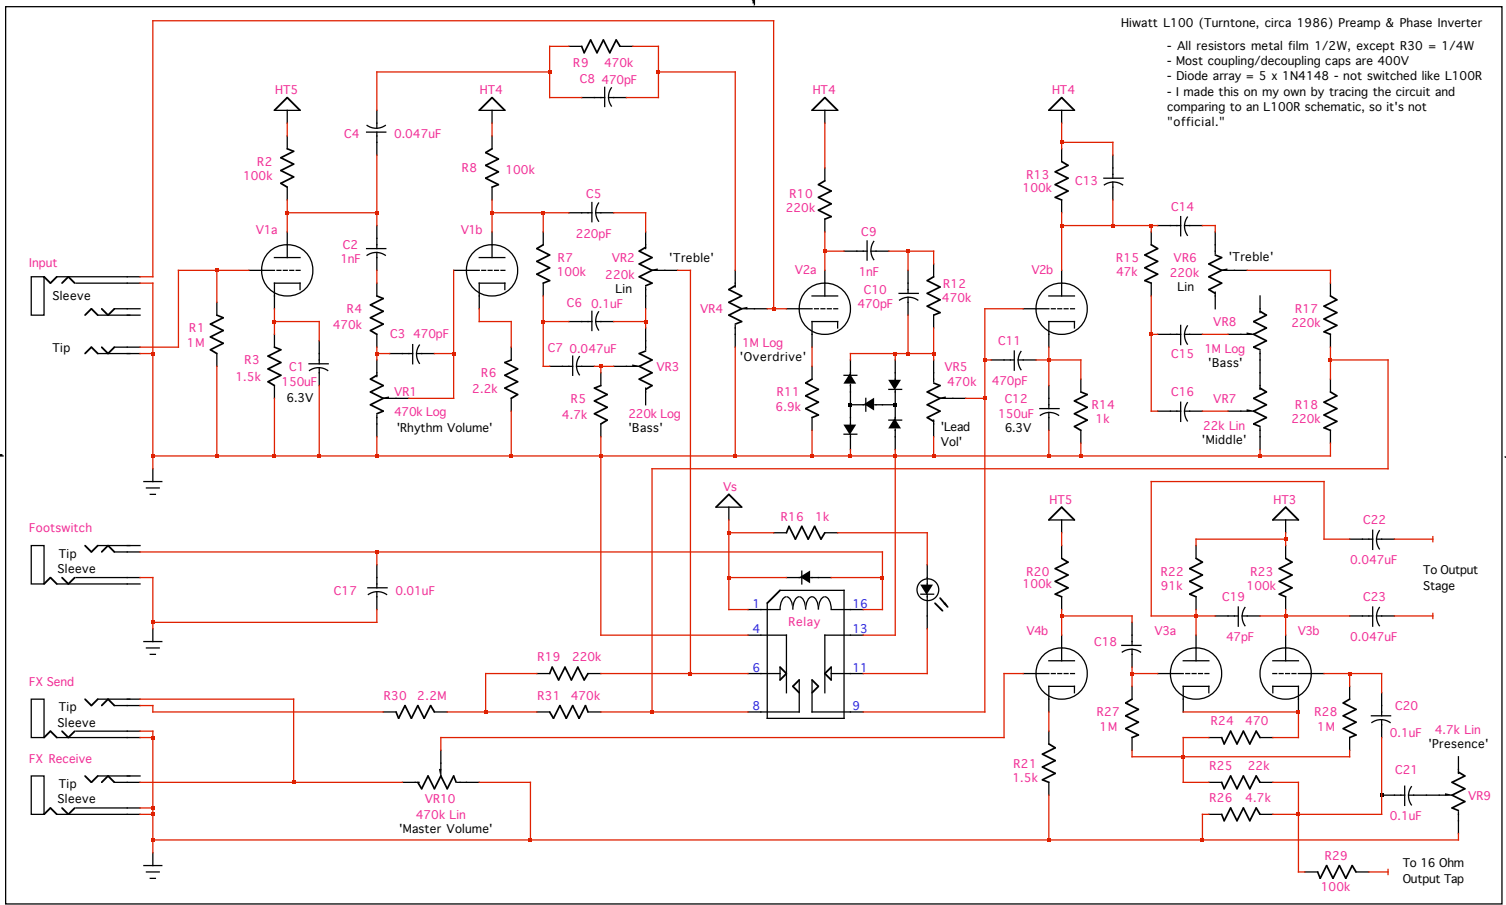 Hiwatt L100 (Turntone, circa 1986) Preamp & Phase Inverter
- All resistors metal film 1/2W, except R30 = 1/4W
- Most coupling/decoupling caps are 400V
- Diode array = 5 x 1N4148 - not switched like L100R
- I made this on my own by tracing the circuit and
comparing to an L100R schematic, so it's not
"official."
R9 470k
C8 470pF
HT5
HT4
HT4
HT4
C4 0.047uF
R2
100k
R8
100k
R10
220k
R13
100k
C13
V1a
C2
1nF
V1b
C5
220pF
R7
100k
VR2
220k
Lin
'Treble'
C9
1nF
V2a
C10
470pF
R12
470k
V2b
C14
R15
47k
VR6
220k
Lin
'Treble'
Input
Sleeve
Tip
R1
1M
R3
1.5k
C1
150uF
6.3V
R4
470k
C3 470pF
VR1
470k Log
'Rhythm Volume'
R6
2.2k
C6 0.1uF
C7 0.047uF
R5
4.7k
VR3
220k Log
'Bass'
VR4
1M Log
'Overdrive'
R11
6.9k
VR5
470k
'Lead
Vol'
C11
470pF
C12
150uF
6.3V
R14
1k
C15
VR8
1M Log
'Bass'
C16
VR7
22k Lin
'Middle'
R17
220k
R18
220k
Footswitch
Tip
Sleeve
C17 0.01uF
Vs
R16 1k
1
16
Relay
4
13
6
11
8
9
HT5
HT3
R20
100k
R22
91k
R23
100k
C22
0.047uF
To Output
Stage
C19
47pF
C23
0.047uF
V4b
C18
V3a
V3b
FX Send
Tip
Sleeve
R30 2.2M
R19 220k
R31 470k
R27
1M
R24 470
R28
1M
C20
0.1uF
4.7k Lin
'Presence'
FX Receive
Tip
Sleeve
VR10
470k Lin
'Master Volume'
R21
1.5k
R25 22k
R26 4.7k
C21
0.1uF
VR9
R29
100k
To 16 Ohm
Output Tap